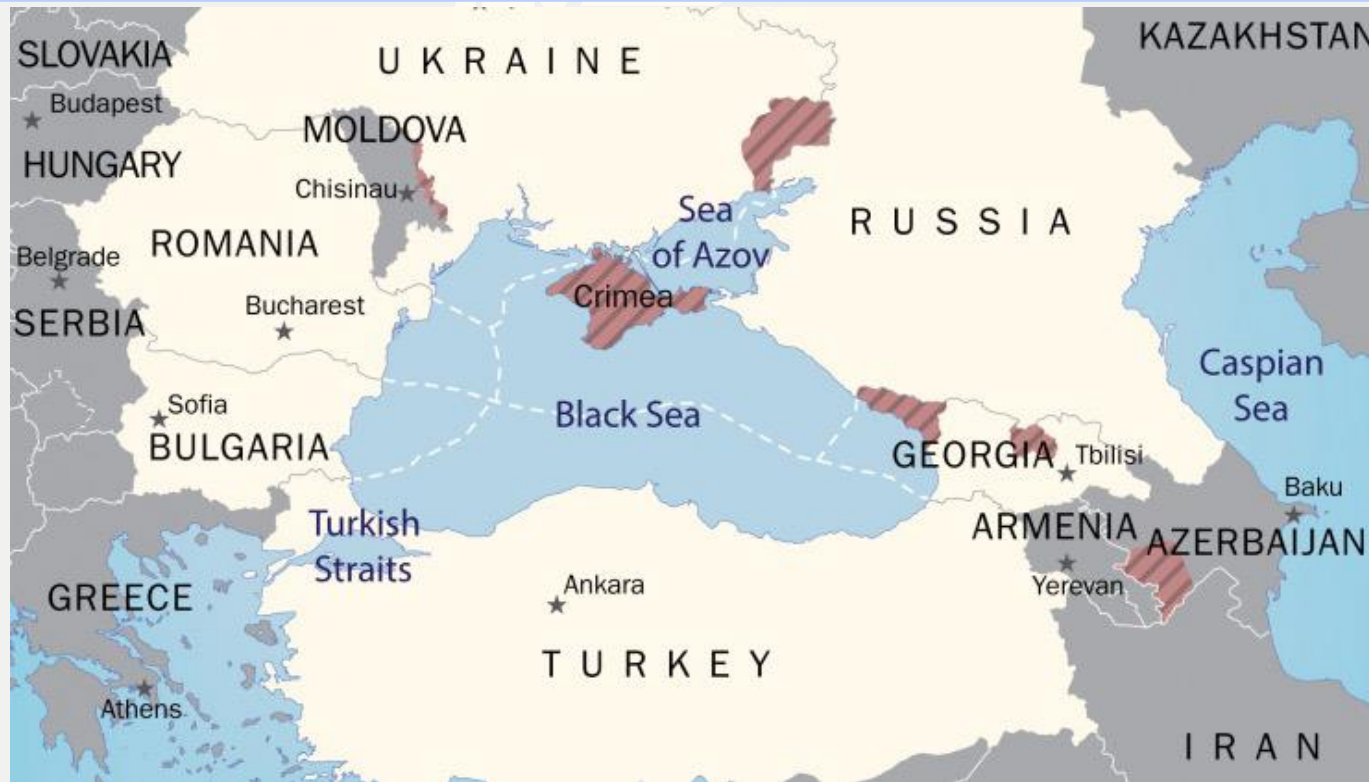 SLOVAKIA
UKRAINE
KAZAKHSTAN
Budapest
MOLDOVA
HUNGARY
Chisinau
Sea
of Azov
RUSSIA
ROMANIA
Belgrade
Crimea
Bucharest
SERBIA
Caspian
Sea
Sofia
Black Sea
BULGARIA
GEORGIA
Tbilisi
Baku
Turkish
Straits
ARMENIA
AZERBAIJAN
Ankara
Yerevan
GREECE
TURKEY
Athens
IRAN